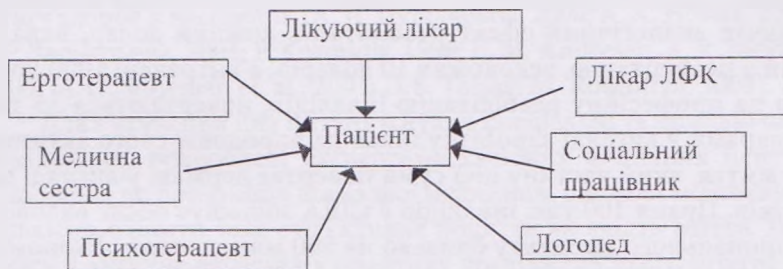 Лікуючий лікар
Ерготерапевт
Лікар ЛФК
Пацієнт
Медична
сестра
Соціальний
працівник
Психотерапевт
Логопед